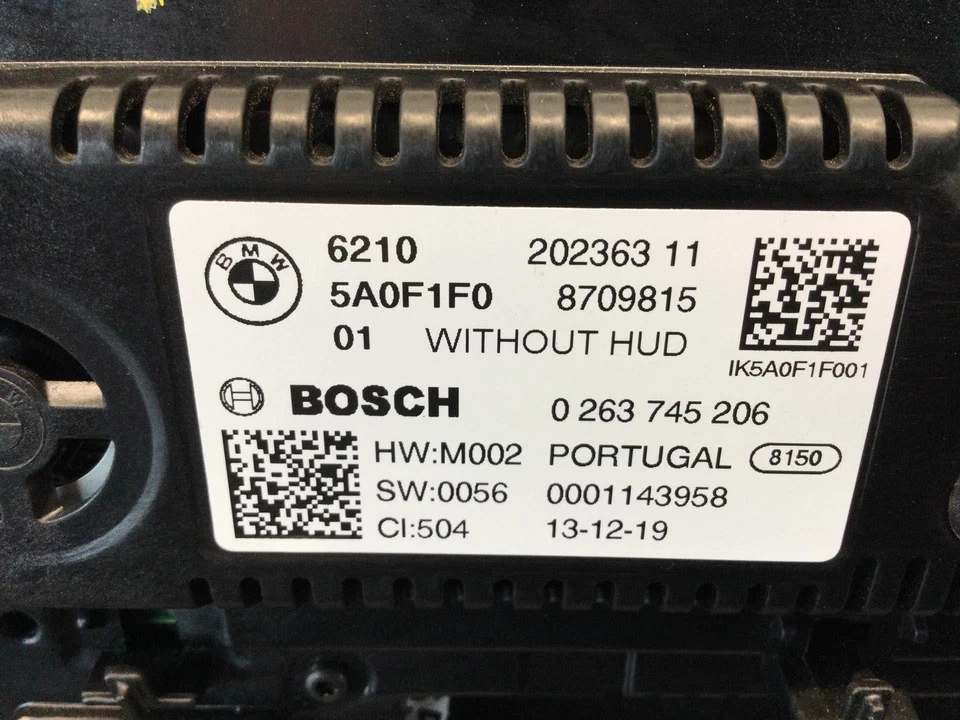 BMW
6210 202363 11
5A0F1F0 8709815
01 WITHOUT HUD
IK5A0F1F001
BOSCH 0 263 745 206
HW:M002 PORTUGAL 8150
SW:0056 0001143958
CI:504 13-12-19